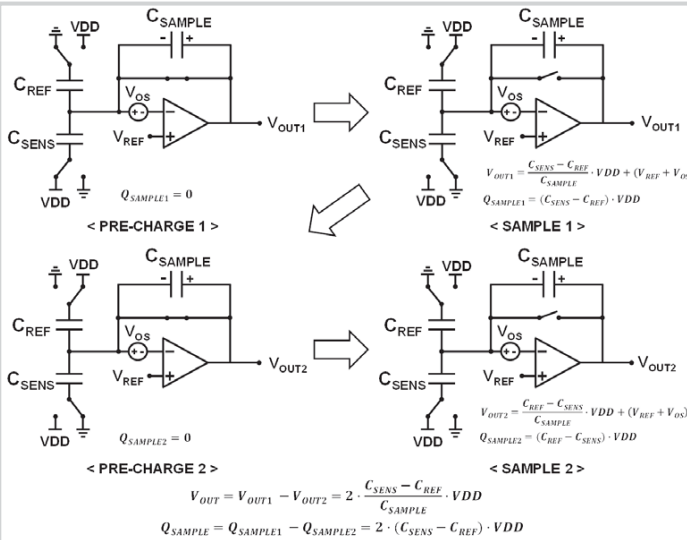 C_SAMPLE
VDD
- +
C_REF
V_OS
+ -
-
V_OUT1
C_SENS
V_REF
+
VDD
Q_SAMPLE1 = 0
< PRE-CHARGE 1 >
C_SAMPLE
VDD
- +
C_REF
V_OS
+ -
-
V_OUT1
C_SENS
V_REF
+
VDD
V_OUT1 = (C_SENS − C_REF) / C_SAMPLE · VDD + (V_REF + V_OS
Q_SAMPLE1 = (C_SENS − C_REF) · VDD
< SAMPLE 1 >
C_SAMPLE
VDD
- +
C_REF
V_OS
+ -
-
V_OUT2
C_SENS
V_REF
+
VDD
Q_SAMPLE2 = 0
< PRE-CHARGE 2 >
C_SAMPLE
VDD
- +
C_REF
V_OS
+ -
-
V_OUT2
C_SENS
V_REF
+
VDD
V_OUT2 = (C_REF − C_SENS) / C_SAMPLE · VDD + (V_REF + V_OS)
Q_SAMPLE2 = (C_REF − C_SENS) · VDD
< SAMPLE 2 >
V_OUT = V_OUT1 − V_OUT2 = 2 · (C_SENS − C_REF) / C_SAMPLE · VDD
Q_SAMPLE = Q_SAMPLE1 − Q_SAMPLE2 = 2 · (C_SENS − C_REF) · VDD